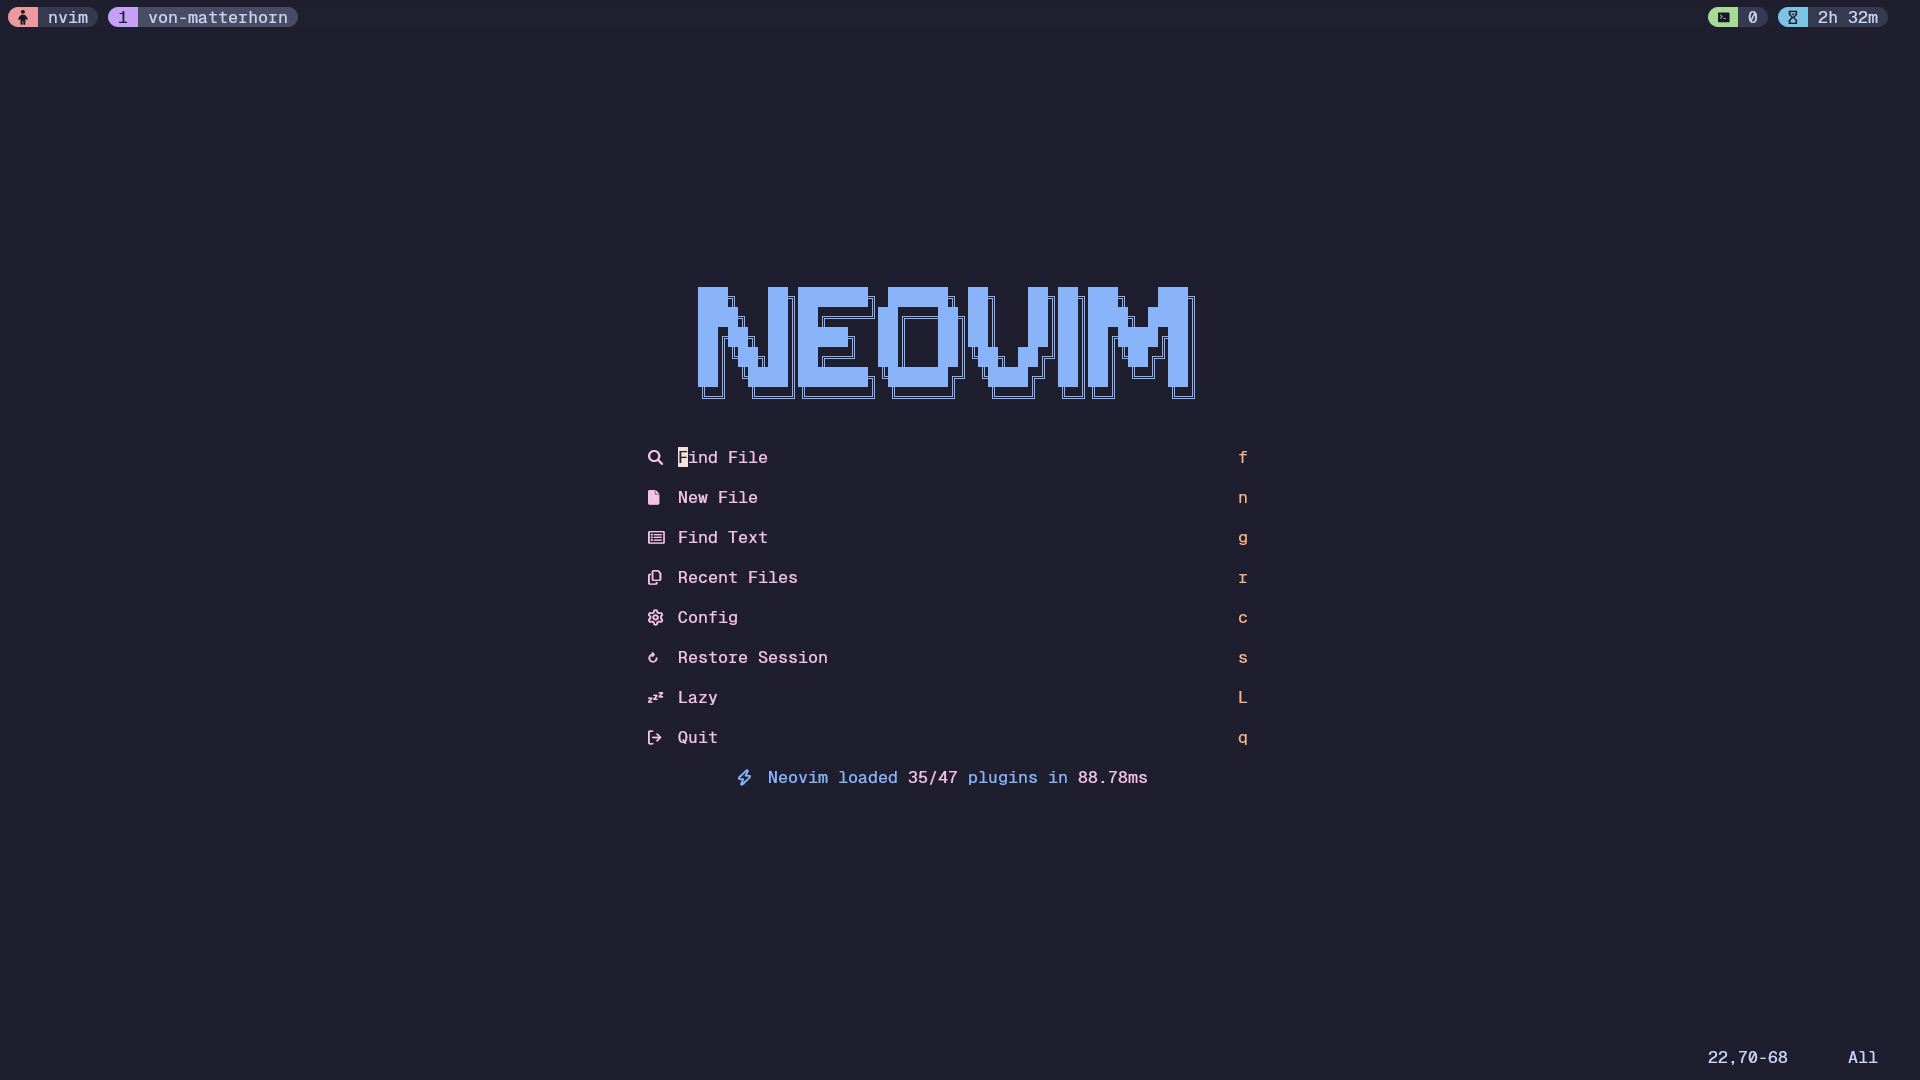 nvim 1 von-matterhorn 0 2h 32m
NEOVIM
Find File f
New File n
Find Text g
Recent Files r
Config c
Restore Session s
zzz Lazy L
Quit q
Neovim loaded 35/47 plugins in 88.78ms
22,70-68 All